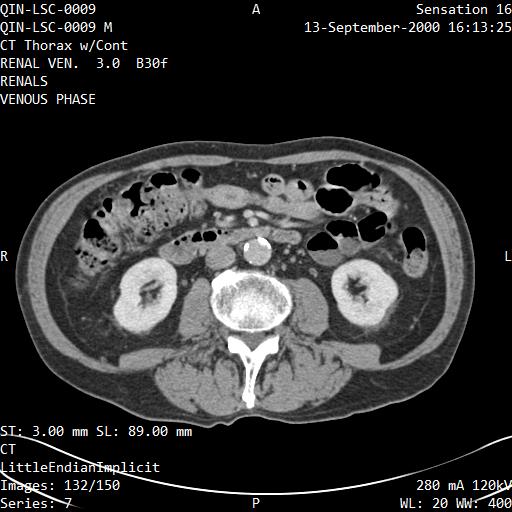 QIN-LSC-0009
QIN-LSC-0009 M
CT Thorax w/Cont
RENAL VEN.  3.0  B30f
RENALS
VENOUS PHASE
A
Sensation 16
13-September-2000 16:13:25
R
L
ST: 3.00 mm SL: 89.00 mm
CT
LittleEndianImplicit
Images: 132/150
Series: 7
P
280 mA 120kV
WL: 20 WW: 400